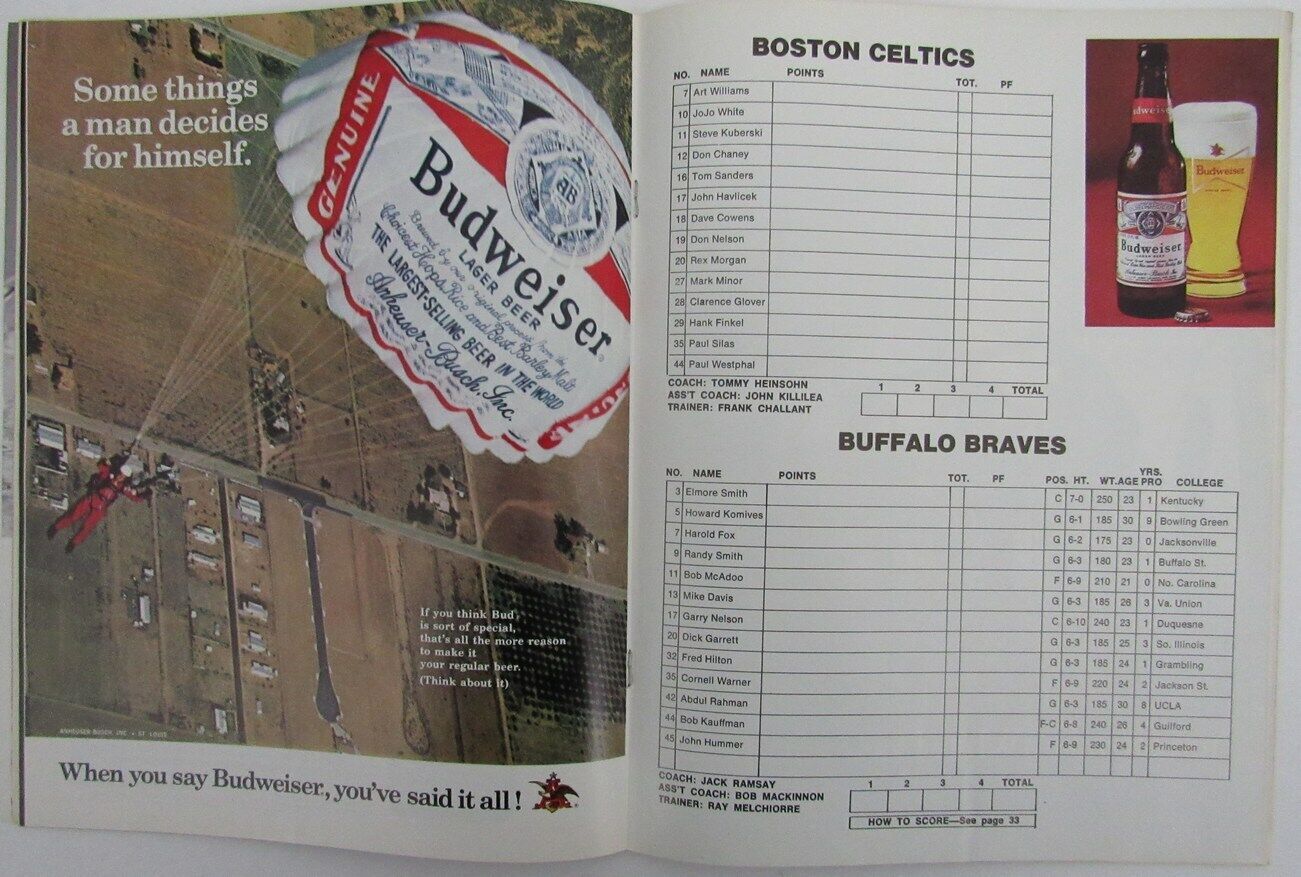 Some things
a man decides
for himself.
GENUINE
Budweiser
LAGER BEER
Brewed by our original process from the
Choicest Hops, Rice and Best Barley Malt
THE LARGEST-SELLING BEER IN THE WORLD
Anheuser-Busch, Inc.
If you think Bud
is sort of special,
that's all the more reason
to make it
your regular beer.
(Think about it)
ANHEUSER-BUSCH, INC. • ST. LOUIS
When you say Budweiser, you've said it all!
BOSTON CELTICS
NO. NAME POINTS TOT. PF
7 Art Williams
10 JoJo White
11 Steve Kuberski
12 Don Chaney
16 Tom Sanders
17 John Havlicek
18 Dave Cowens
19 Don Nelson
20 Rex Morgan
27 Mark Minor
28 Clarence Glover
29 Hank Finkel
35 Paul Silas
44 Paul Westphal
COACH: TOMMY HEINSOHN
ASS'T COACH: JOHN KILLILEA
TRAINER: FRANK CHALLANT
1 2 3 4 TOTAL
Budweiser
Budweiser
BUFFALO BRAVES
NO. NAME POINTS TOT. PF POS. HT. WT. AGE YRS. PRO COLLEGE
3 Elmore Smith C 7-0 250 23 1 Kentucky
5 Howard Komives G 6-1 185 30 9 Bowling Green
7 Harold Fox G 6-2 175 23 0 Jacksonville
9 Randy Smith G 6-3 180 23 1 Buffalo St.
11 Bob McAdoo F 6-9 210 21 0 No. Carolina
13 Mike Davis G 6-3 185 26 3 Va. Union
17 Garry Nelson C 6-10 240 23 1 Duquesne
20 Dick Garrett G 6-3 185 25 3 So. Illinois
32 Fred Hilton G 6-3 185 24 1 Grambling
35 Cornell Warner F 6-9 220 24 2 Jackson St.
42 Abdul Rahman G 6-3 185 30 8 UCLA
44 Bob Kauffman F-C 6-8 240 26 4 Guilford
45 John Hummer F 6-9 230 24 2 Princeton
COACH: JACK RAMSAY
ASS'T COACH: BOB MACKINNON
TRAINER: RAY MELCHIORRE
1 2 3 4 TOTAL
HOW TO SCORE—See page 33